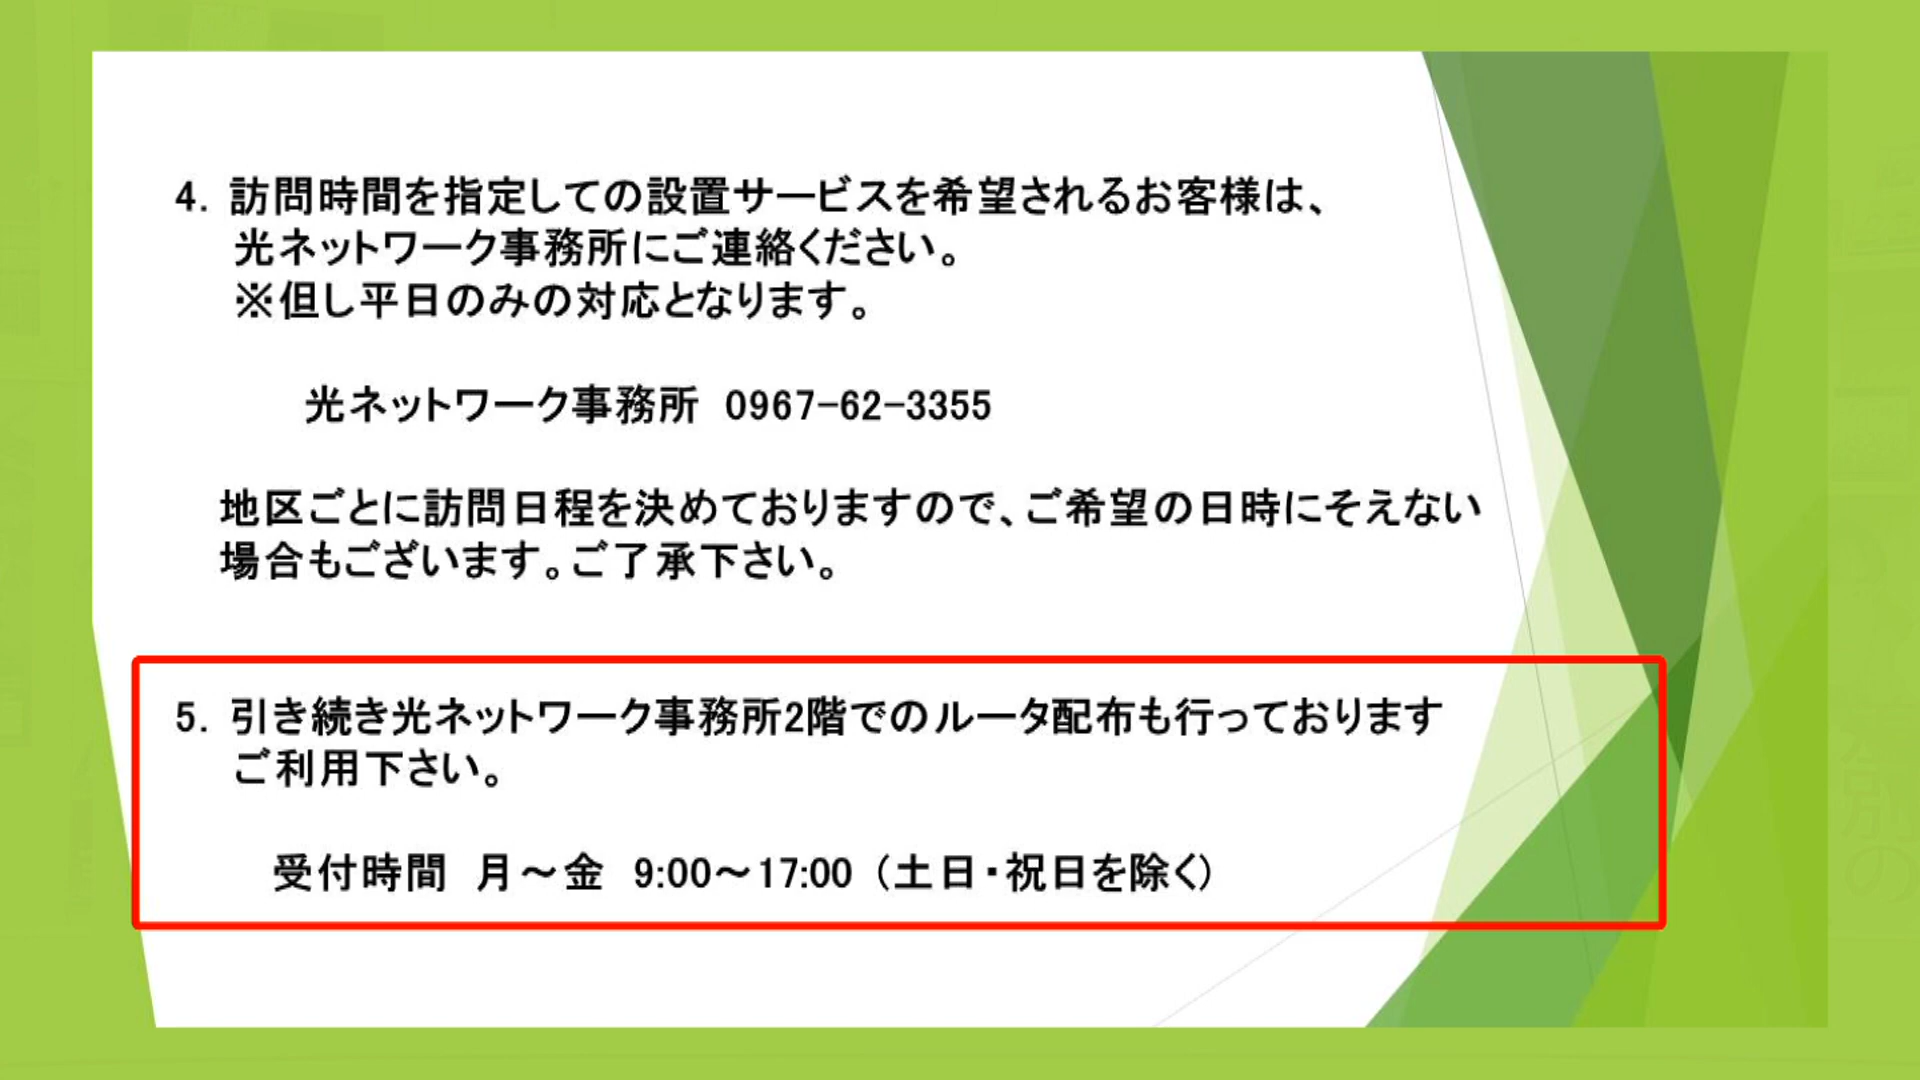 4. 訪問時間を指定しての設置サービスを希望されるお客様は、
光ネットワーク事務所にご連絡ください。
※但し平日のみの対応となります。
光ネットワーク事務所 0967-62-3355
地区ごとに訪問日程を決めておりますので、ご希望の日時にそえない
場合もございます。ご了承下さい。
5. 引き続き光ネットワーク事務所2階でのルータ配布も行っております
ご利用下さい。
受付時間 月～金 9:00～17:00 (土日・祝日を除く)